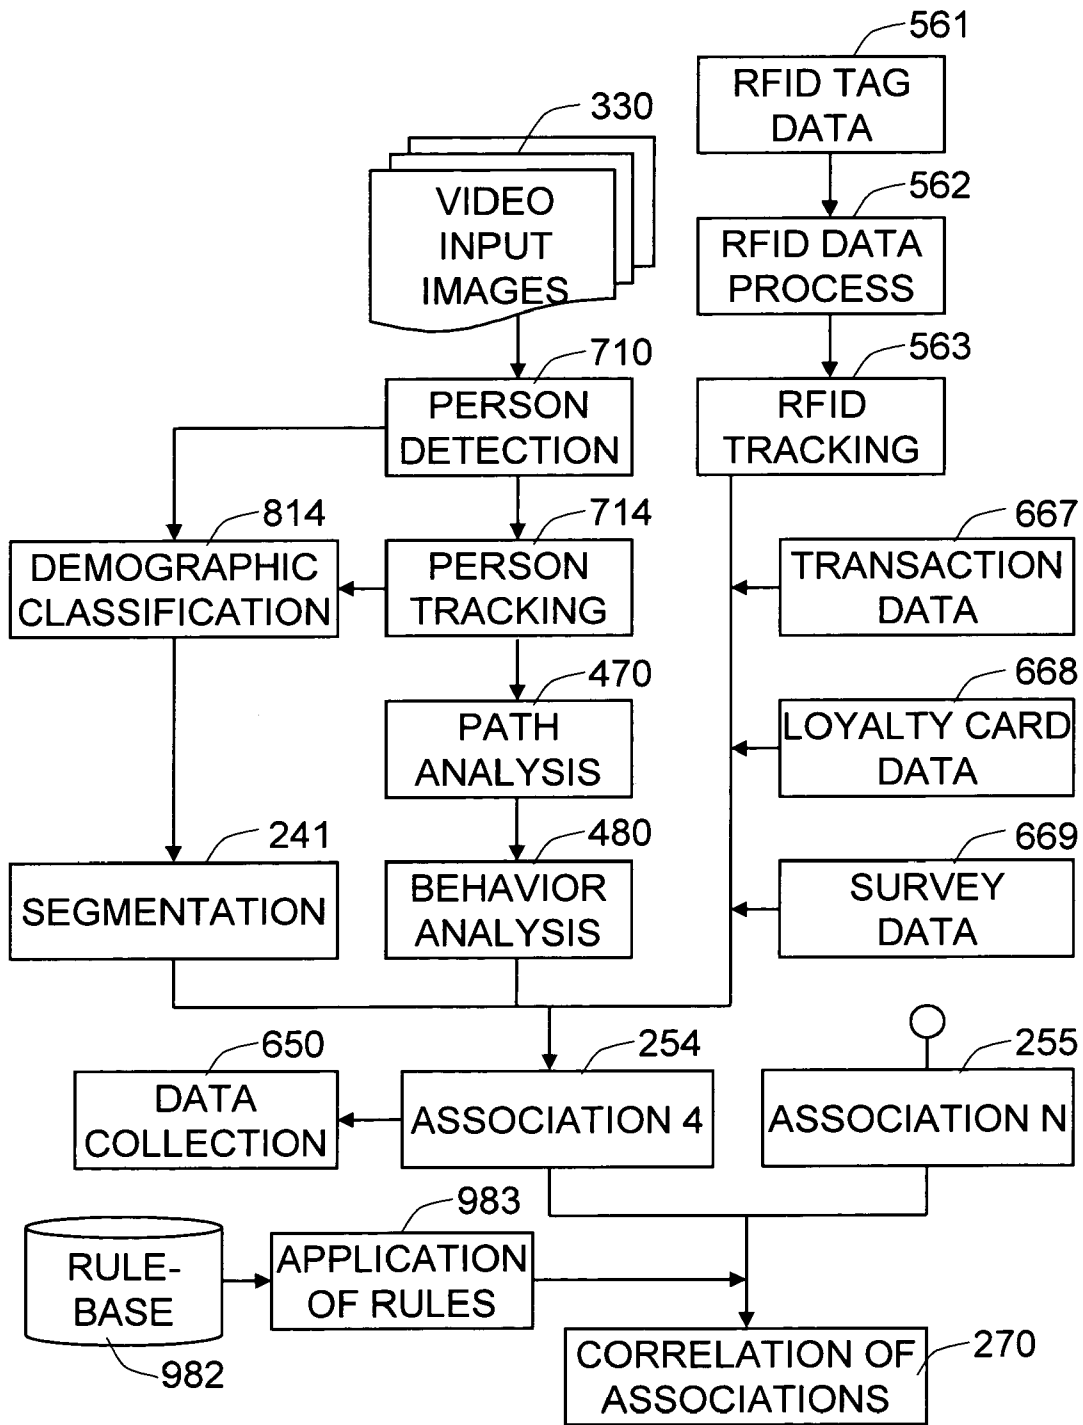 561
RFID TAG
DATA
330
VIDEO
INPUT
IMAGES
562
RFID DATA
PROCESS
710
PERSON
DETECTION
563
RFID
TRACKING
814
DEMOGRAPHIC
CLASSIFICATION
714
PERSON
TRACKING
667
TRANSACTION
DATA
470
PATH
ANALYSIS
668
LOYALTY CARD
DATA
241
SEGMENTATION
480
BEHAVIOR
ANALYSIS
669
SURVEY
DATA
650
DATA
COLLECTION
254
ASSOCIATION 4
255
ASSOCIATION N
RULE-
BASE
982
983
APPLICATION
OF RULES
CORRELATION OF
ASSOCIATIONS
270